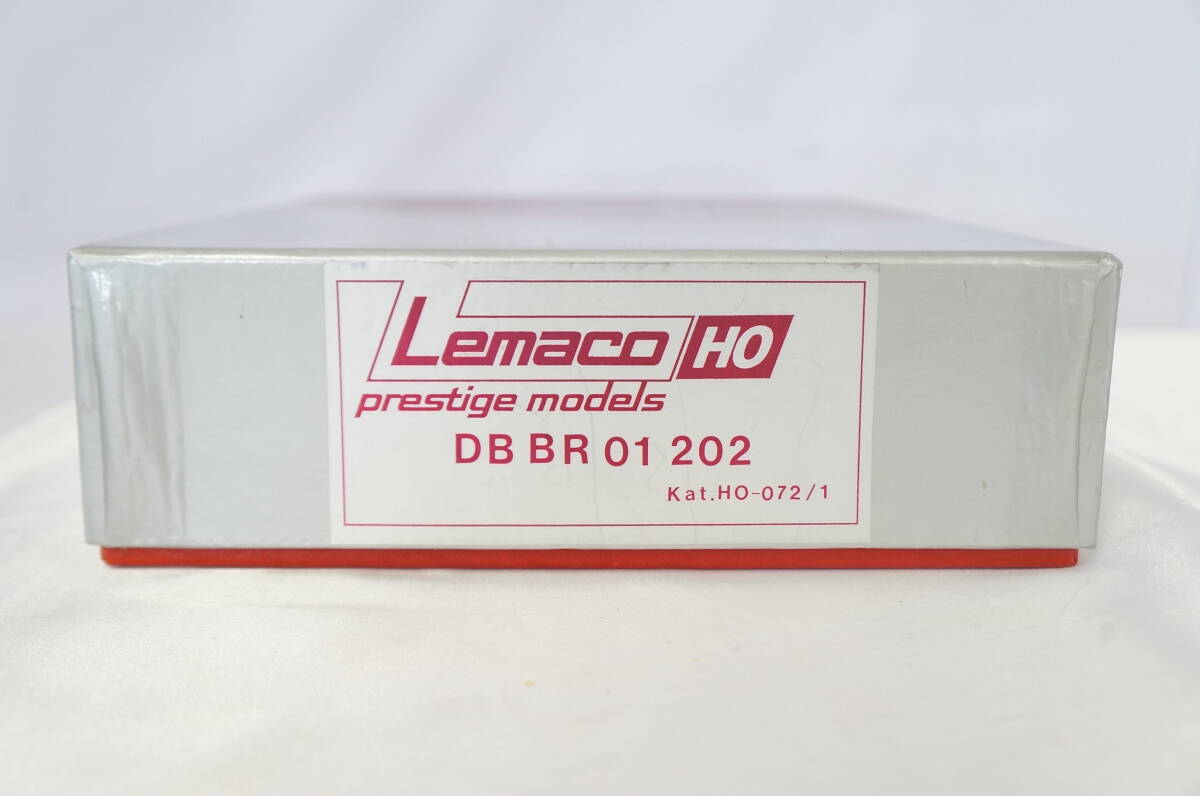 Lemaco HO
prestige models
DB BR 01 202
Kat.HO-072/1